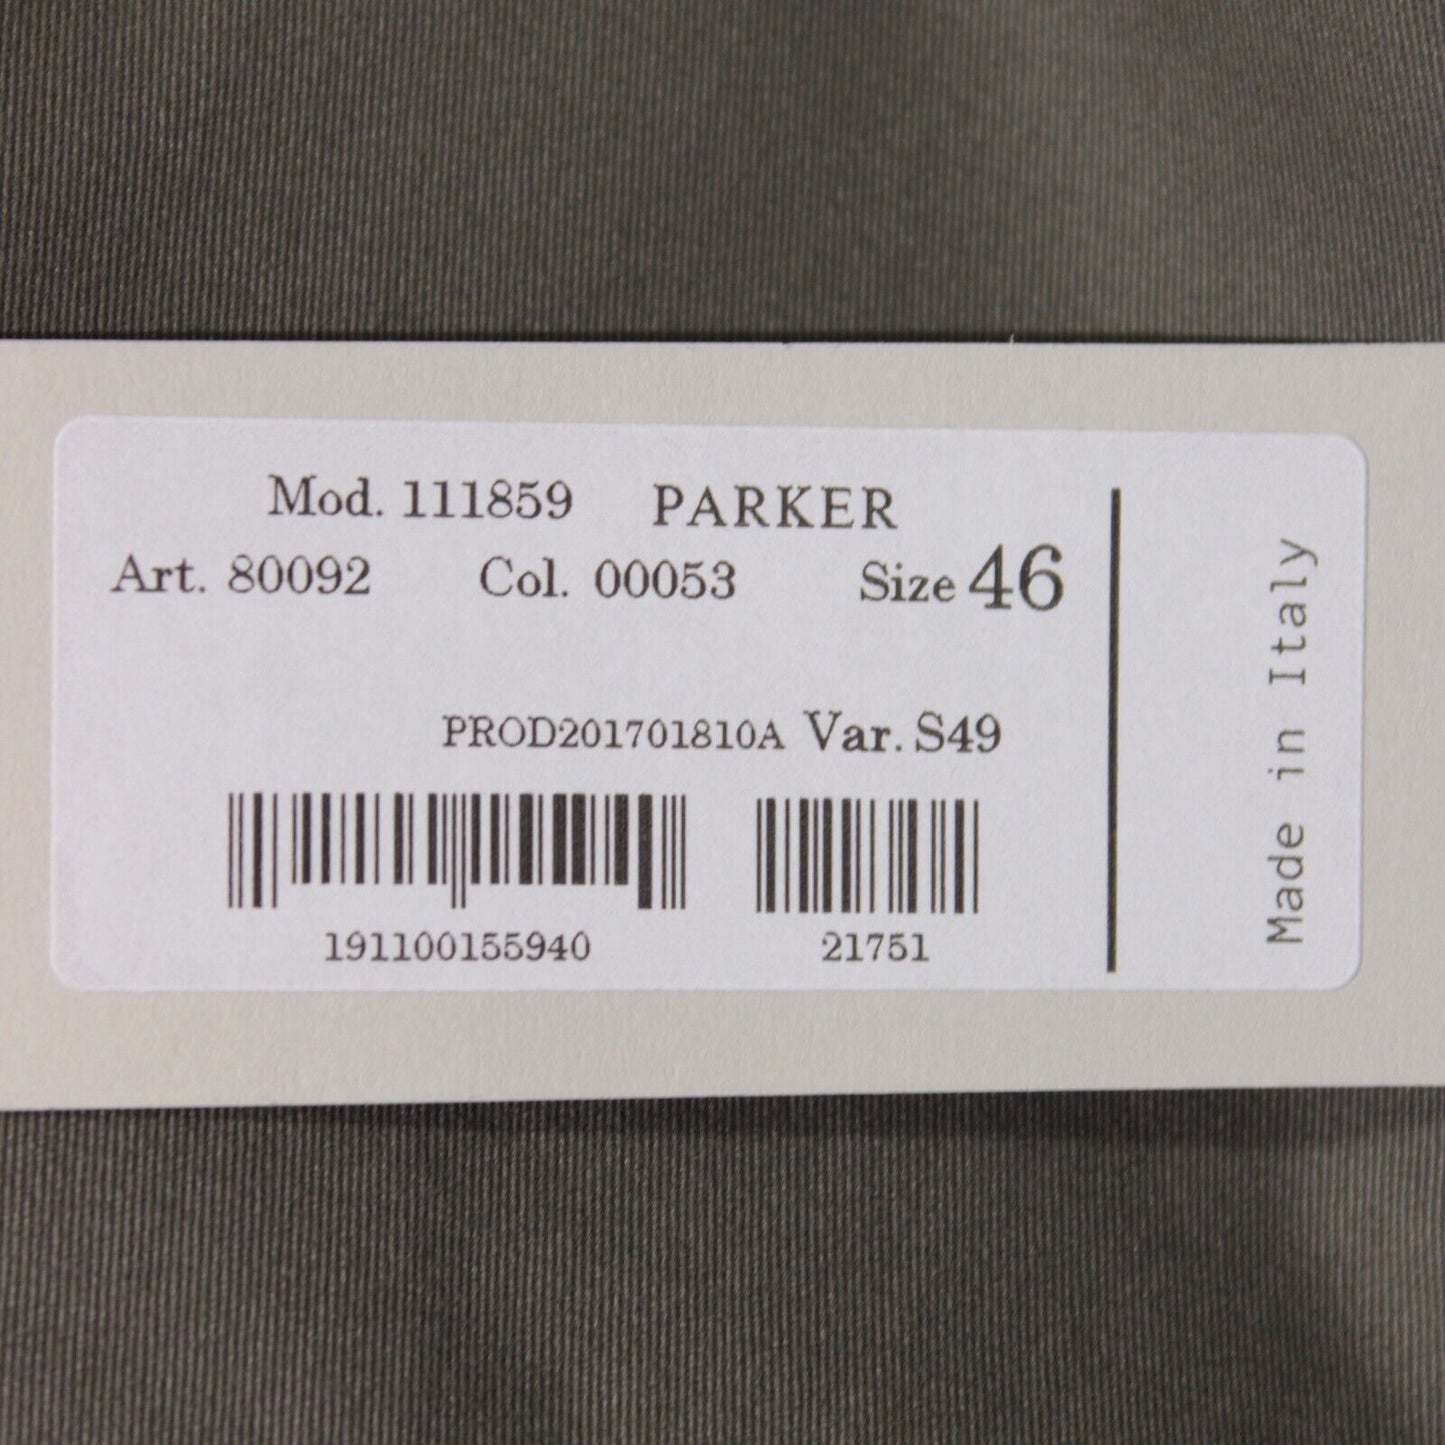 Mod. 111859 PARKER
Art. 80092 Col. 00053 Size 46
PROD201701810A Var. S49
191100155940 21751
Made in Italy